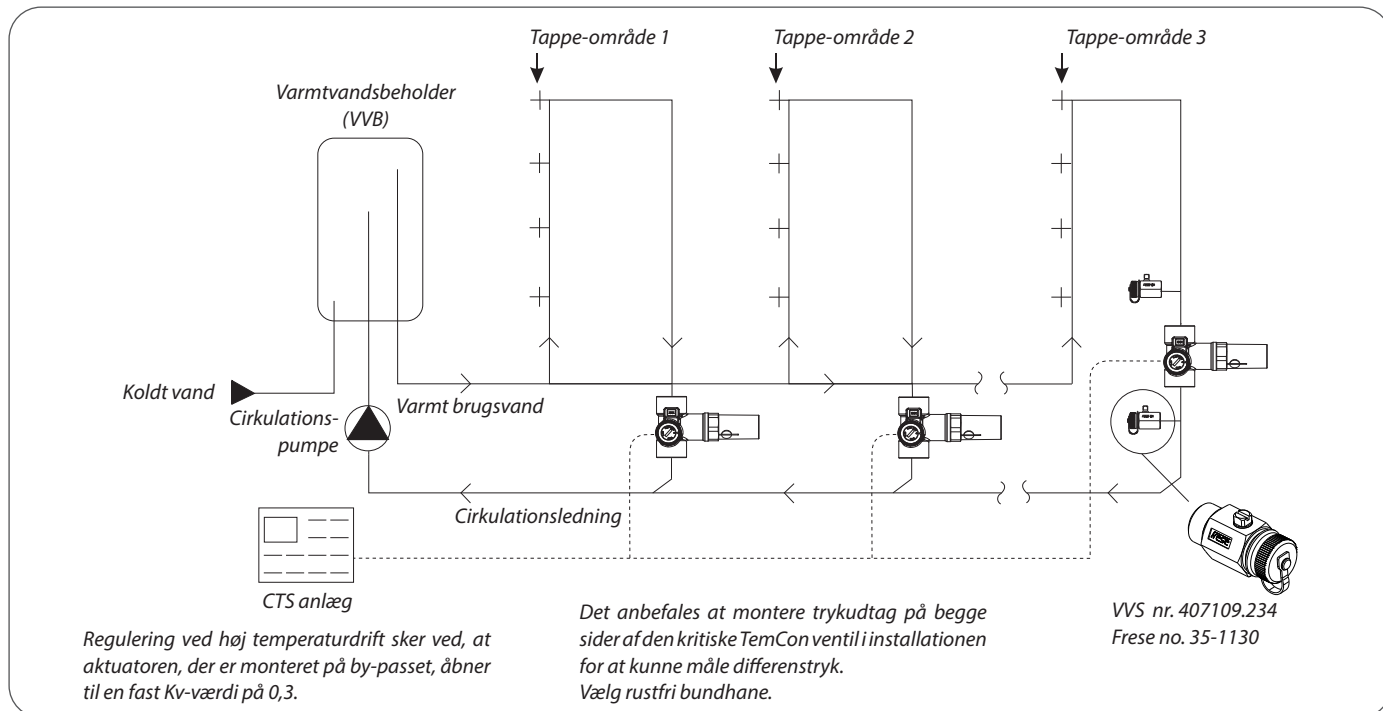 Tappe-område 1
Tappe-område 2
Tappe-område 3
Varmtvandsbeholder
(VVB)
Koldt vand
Cirkulations-
pumpe
Varmt brugsvand
Cirkulationsledning
CTS anlæg
Regulering ved høj temperaturdrift sker ved, at
aktuatoren, der er monteret på by-passet, åbner
til en fast Kv-værdi på 0,3.
Det anbefales at montere trykudtag på begge
sider af den kritiske TemCon ventil i installationen
for at kunne måle differenstryk.
Vælg rustfri bundhane.
VVS nr. 407109.234
Frese no. 35-1130